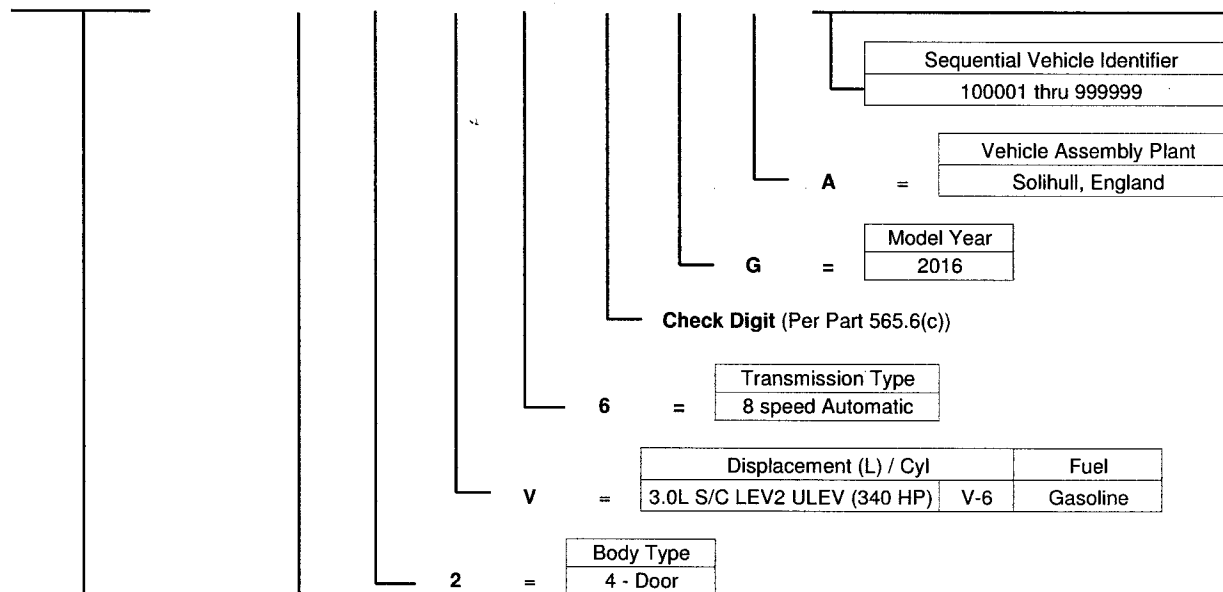 Sequential Vehicle Identifier
100001 thru 999999
Vehicle Assembly Plant
A = Solihull, England
Model Year
G = 2016
Check Digit (Per Part 565.6(c))
Transmission Type
6 = 8 speed Automatic
Displacement (L) / Cyl Fuel
V = 3.0L S/C LEV2 ULEV (340 HP) V-6 Gasoline
Body Type
2 = 4 - Door